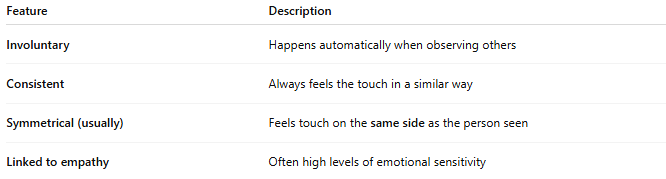 Feature Description
Involuntary Happens automatically when observing others
Consistent Always feels the touch in a similar way
Symmetrical (usually) Feels touch on the same side as the person seen
Linked to empathy Often high levels of emotional sensitivity